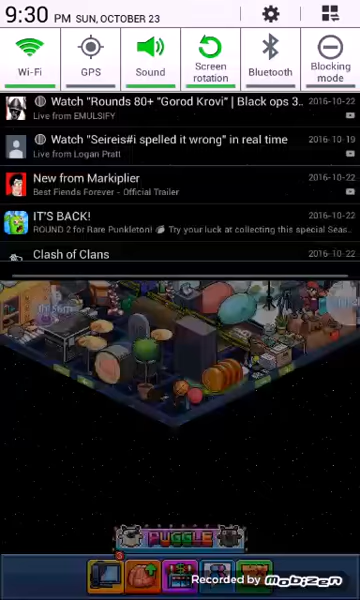 9:30 PM SUN, OCTOBER 23
Wi-Fi
GPS
Sound
Screen rotation
Bluetooth
Blocking mode
Watch "Rounds 80+ "Gorod Krovi" | Black ops 3.. 2016-10-22
Live from EMULSIFY
Watch "Seireis#i spelled it wrong" in real time 2016-10-19
Live from Logan Pratt
New from Markiplier 2016-10-22
Best Fiends Forever - Official Trailer
IT'S BACK! 2016-10-22
ROUND 2 for Rare Punkleton! Try your luck at collecting this special Seas..
Clash of Clans 2016-10-22
PUGGLE
Recorded by Mobizen